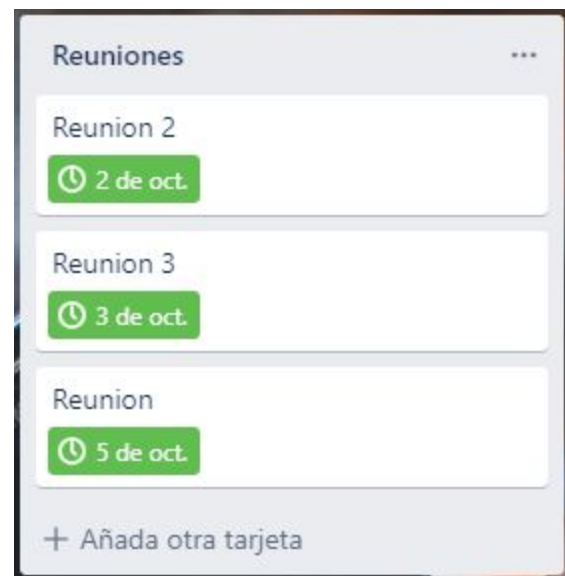 Reuniones
Reunion 2
2 de oct.
Reunion 3
3 de oct.
Reunion
5 de oct.
+ Añada otra tarjeta